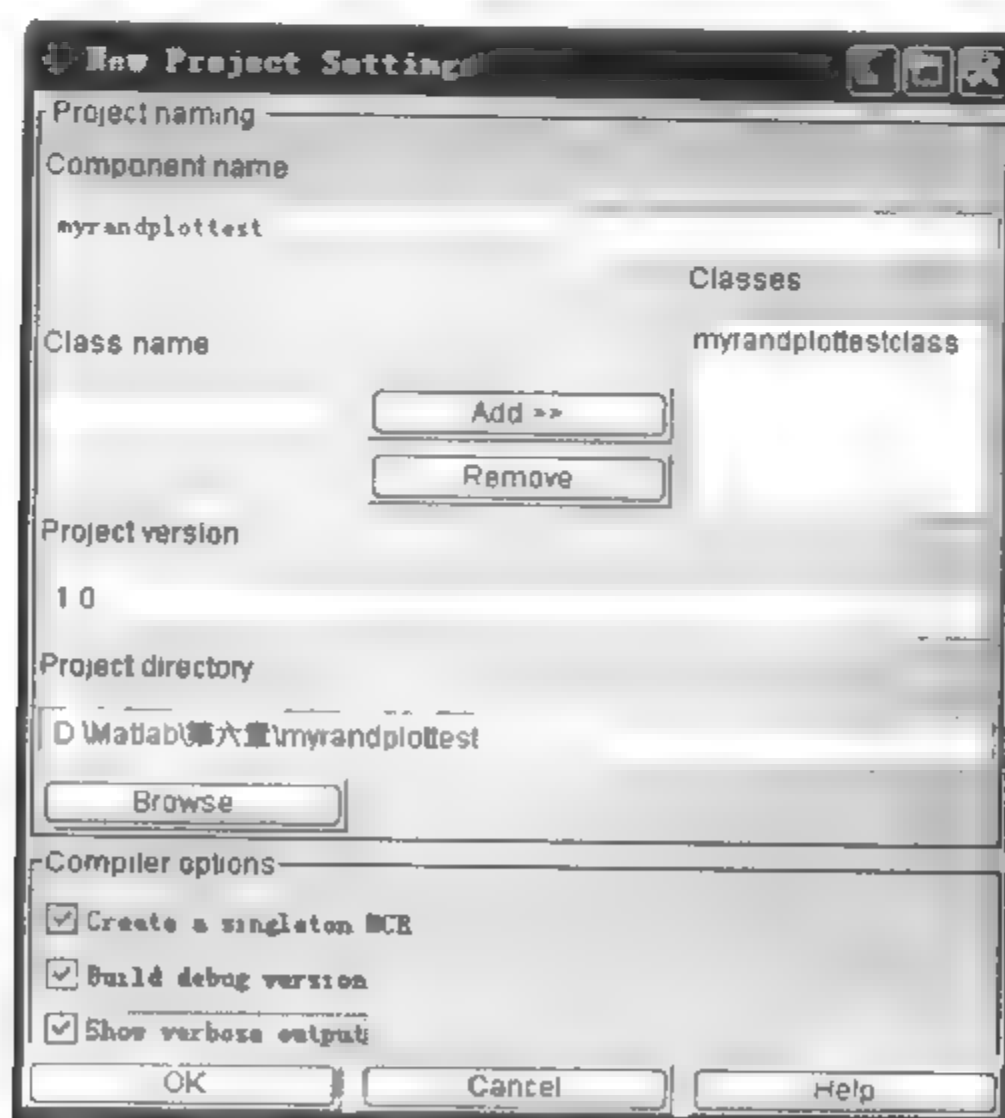 New Project Settings
Project naming
Component name
myrandplottest
Classes
Class name
myrandplottestclass
Add >>
Remove
Project version
1 0
Project directory
D \Matlab\第六章\myrandplottest
Browse
Compiler options
Create a singleton MCR
Build debug version
Show verbose output
OK
Cancel
Help